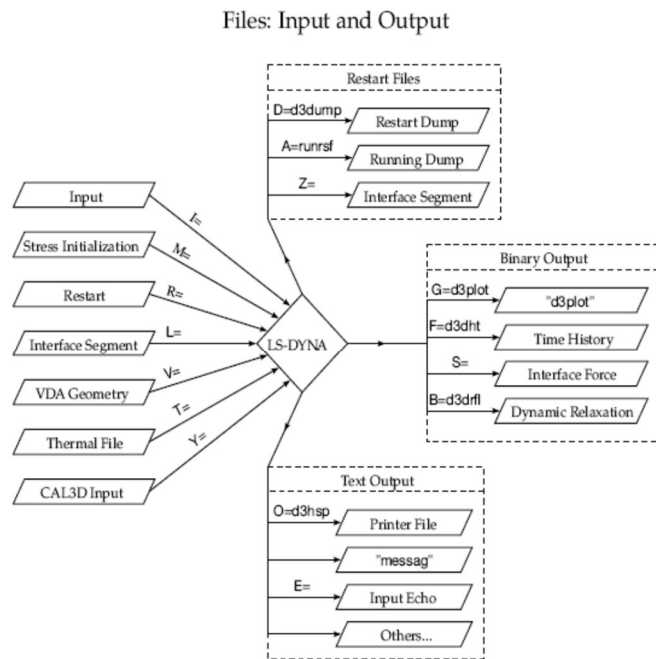 Files: Input and Output
Restart Files
D=d3dump
Restart Dump
A=runrsf
Running Dump
Z=
Interface Segment
Input
I=
Stress Initialization
M=
Restart
R=
Interface Segment
L=
VDA Geometry
V=
Thermal File
T=
CAL3D Input
Y=
LS-DYNA
Binary Output
G=d3plot
"d3plot"
F=d3dht
Time History
S=
Interface Force
B=d3drfl
Dynamic Relaxation
Text Output
O=d3hsp
Printer File
"messag"
E=
Input Echo
Others...